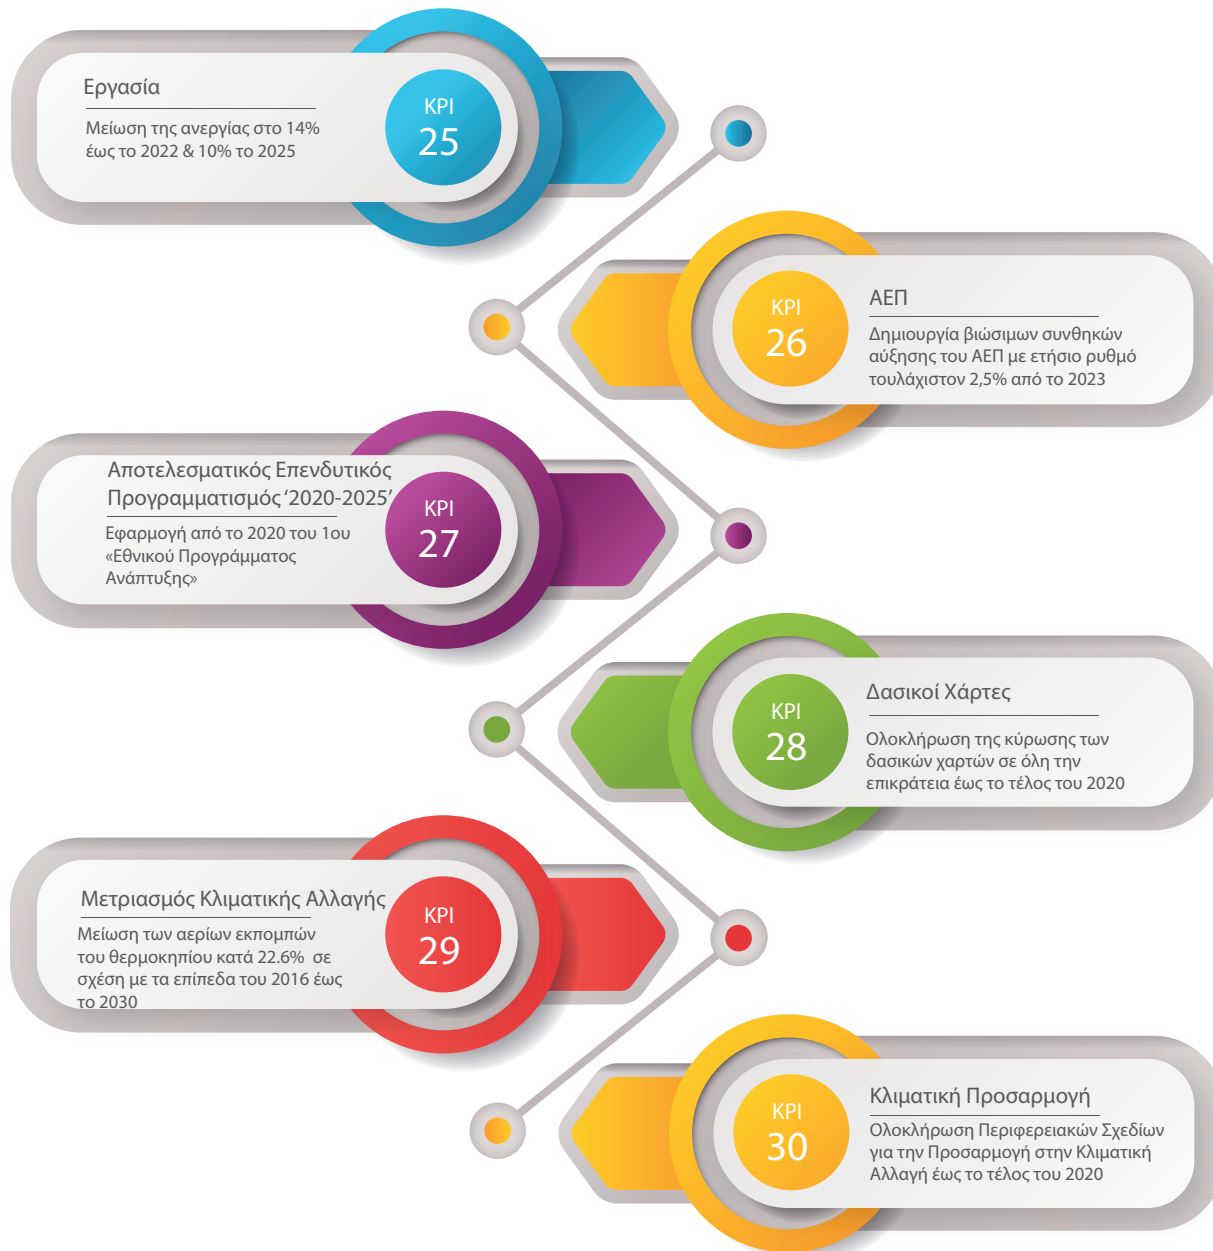 Εργασία
Μείωση της ανεργίας στο 14%
έως το 2022 & 10% το 2025
KPI
25
ΑΕΠ
Δημιουργία βιώσιμων συνθηκών
αύξησης του ΑΕΠ με ετήσιο ρυθμό
τουλάχιστον 2,5% από το 2023
KPI
26
Αποτελεσματικός Επενδυτικός
Προγραμματισμός ‘2020-2025’
Εφαρμογή από το 2020 του 1ου
«Εθνικού Προγράμματος
Ανάπτυξης»
KPI
27
Δασικοί Χάρτες
Ολοκλήρωση της κύρωσης των
δασικών χαρτών σε όλη την
επικράτεια έως το τέλος του 2020
KPI
28
Μετριασμός Κλιματικής Αλλαγής
Μείωση των αερίων εκπομπών
του θερμοκηπίου κατά 22.6% σε
σχέση με τα επίπεδα του 2016 έως
το 2030
KPI
29
Κλιματική Προσαρμογή
Ολοκλήρωση Περιφερειακών Σχεδίων
για την Προσαρμογή στην Κλιματική
Αλλαγή έως το τέλος του 2020
KPI
30